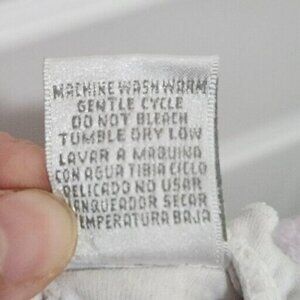 MACHINE WASH WARM
GENTLE CYCLE
DO NOT BLEACH
TUMBLE DRY LOW
LAVAR A MAQUINA
CON AGUA TIBIA CICLO
DELICADO NO USAR
LANQUEADOR SECAR
TEMPERATURA BAJA